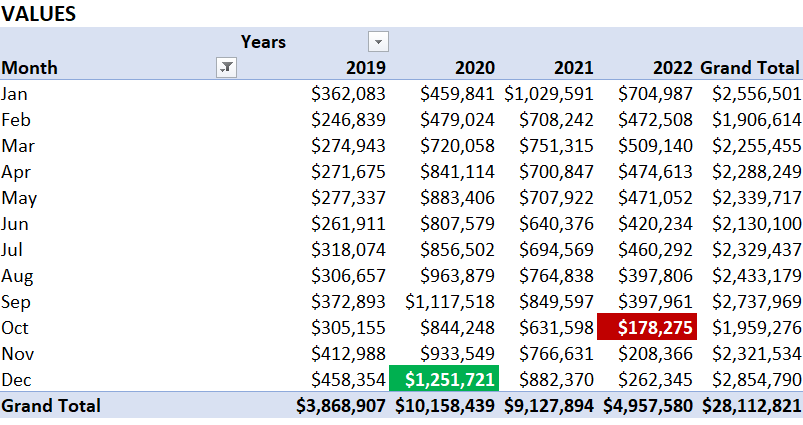 VALUES
Years
Month 2019 2020 2021 2022 Grand Total
Jan $362,083 $459,841 $1,029,591 $704,987 $2,556,501
Feb $246,839 $479,024 $708,242 $472,508 $1,906,614
Mar $274,943 $720,058 $751,315 $509,140 $2,255,455
Apr $271,675 $841,114 $700,847 $474,613 $2,288,249
May $277,337 $883,406 $707,922 $471,052 $2,339,717
Jun $261,911 $807,579 $640,376 $420,234 $2,130,100
Jul $318,074 $856,502 $694,569 $460,292 $2,329,437
Aug $306,657 $963,879 $764,838 $397,806 $2,433,179
Sep $372,893 $1,117,518 $849,597 $397,961 $2,737,969
Oct $305,155 $844,248 $631,598 $178,275 $1,959,276
Nov $412,988 $933,549 $766,631 $208,366 $2,321,534
Dec $458,354 $1,251,721 $882,370 $262,345 $2,854,790
Grand Total $3,868,907 $10,158,439 $9,127,894 $4,957,580 $28,112,821